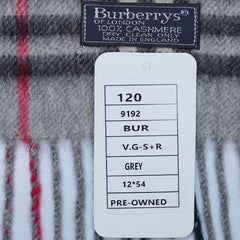 Burberrys
OF LONDON
100% CASHMERE
DRY CLEAN ONLY
MADE IN ENGLAND
120
9192
BUR
V.G-S+R
GREY
12*54
PRE-OWNED